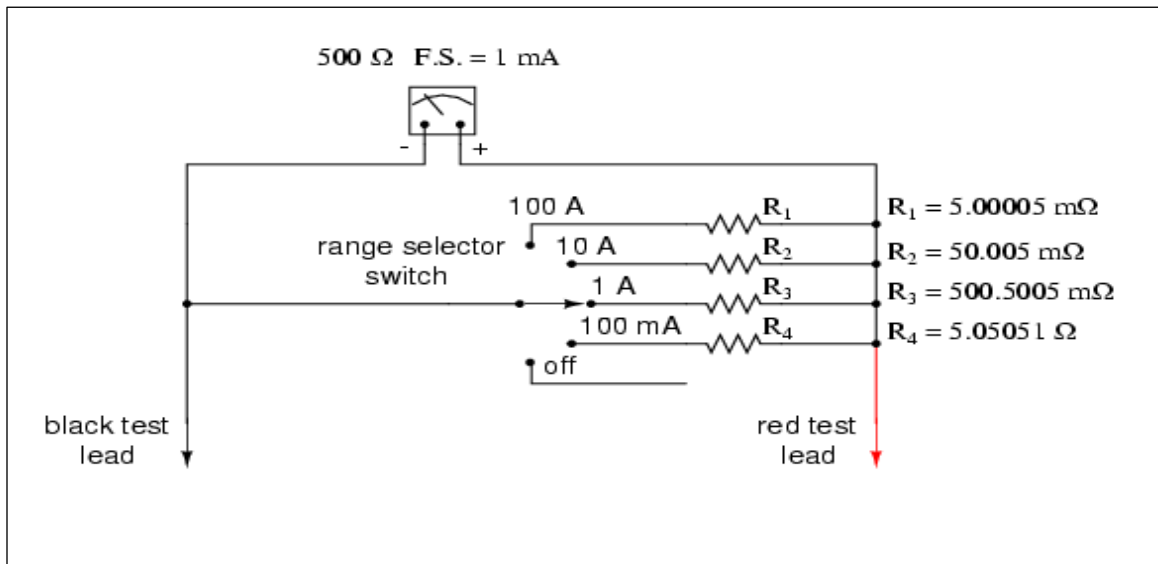 500 Ω F.S. = 1 mA
- +
100 A R₁ R₁ = 5.00005 mΩ
range selector
switch
10 A R₂ R₂ = 50.005 mΩ
1 A R₃ R₃ = 500.5005 mΩ
100 mA R₄ R₄ = 5.05051 Ω
off
black test
lead
red test
lead